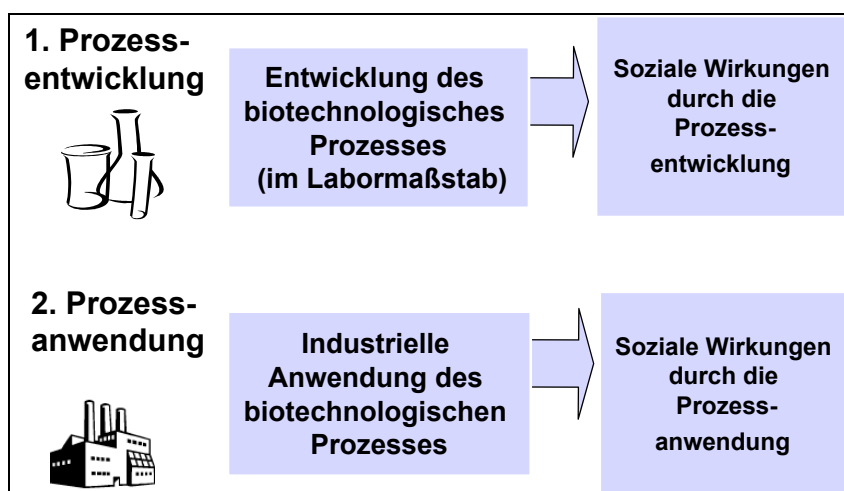 1. Prozess-
entwicklung
Entwicklung des
biotechnologisches
Prozesses
(im Labormaßstab)
Soziale Wirkungen
durch die
Prozess-
entwicklung
2. Prozess-
anwendung
Industrielle
Anwendung des
biotechnologischen
Prozesses
Soziale Wirkungen
durch die
Prozess-
anwendung